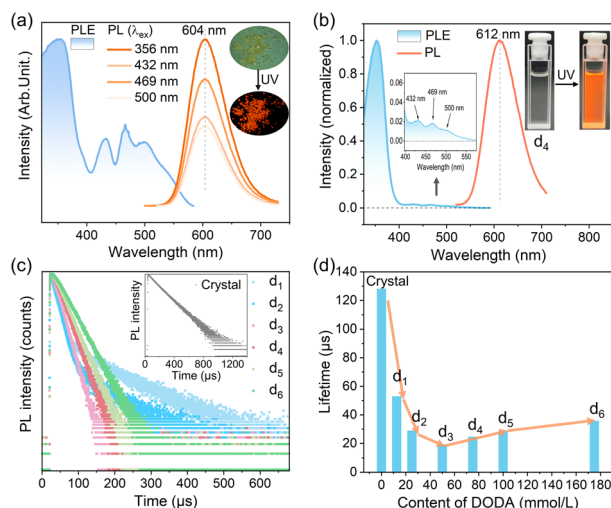 (a)
PLE
PL (λex)
356 nm
432 nm
469 nm
500 nm
604 nm
UV
Intensity (Arb.Unit.)
400 500 600 700
Wavelength (nm)
(b)
PLE
PL
612 nm
UV
d4
Intensity (normalized)
1.0
0.8
0.6
0.4
0.2
0.0
0.06
0.04
0.02
0.00
432 nm
469 nm
500 nm
400 450 500 550
Wavelength (nm)
400 500 600 700 800
Wavelength (nm)
(c)
PL intensity (counts)
PL intensity
Crystal
0 400 800 1200
Time (μs)
d1
d2
d3
d4
d5
d6
0 100 200 300 400 500 600
Time (μs)
(d)
Lifetime (μs)
140
120
100
80
60
40
20
0
Crystal
d1
d2
d3
d4
d5
d6
0 20 40 60 80 100 120 140 160 180
Content of DODA (mmol/L)